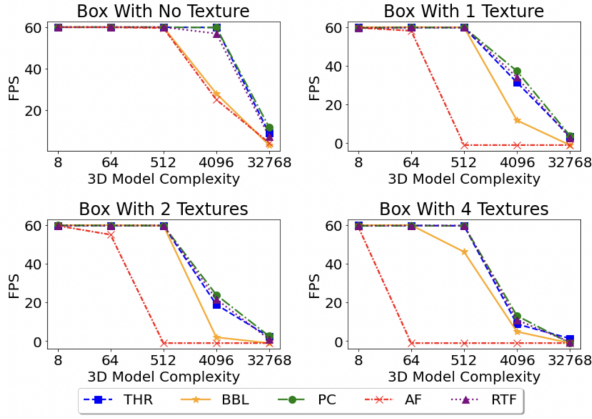 Box With No Texture
60
40
20
FPS
8 64 512 4096 32768
3D Model Complexity
Box With 1 Texture
60
40
20
0
FPS
8 64 512 4096 32768
3D Model Complexity
Box With 2 Textures
60
40
20
0
FPS
8 64 512 4096 32768
3D Model Complexity
Box With 4 Textures
60
40
20
0
FPS
8 64 512 4096 32768
3D Model Complexity
THR BBL PC AF RTF